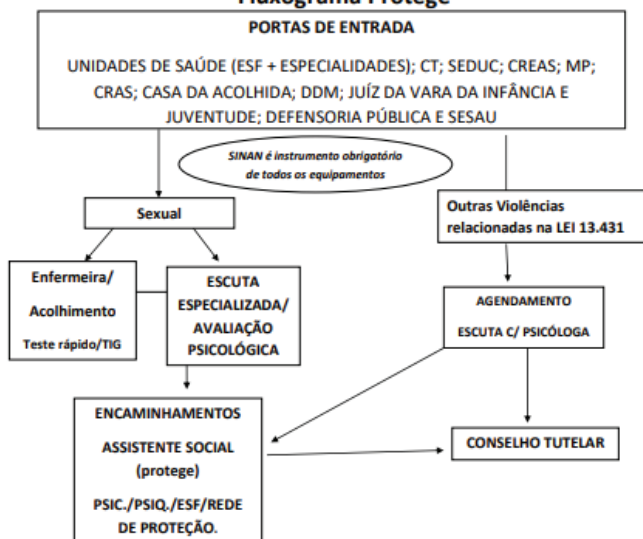 Fluxograma Protege
PORTAS DE ENTRADA
UNIDADES DE SAÚDE (ESF + ESPECIALIDADES); CT; SEDUC; CREAS; MP;
CRAS; CASA DA ACOLHIDA; DDM; JUÍZ DA VARA DA INFÂNCIA E
JUVENTUDE; DEFENSORIA PÚBLICA E SESAU
SINAN é instrumento obrigatório
de todos os equipamentos
Sexual
Outras Violências
relacionadas na LEI 13.431
Enfermeira/
Acolhimento
Teste rápido/TIG
ESCUTA
ESPECIALIZADA/
AVALIAÇÃO
PSICOLÓGICA
AGENDAMENTO
ESCUTA C/ PSICÓLOGA
ENCAMINHAMENTOS
ASSISTENTE SOCIAL
(protege)
PSIC./PSIQ./ESF/REDE
DE PROTEÇÃO.
CONSELHO TUTELAR